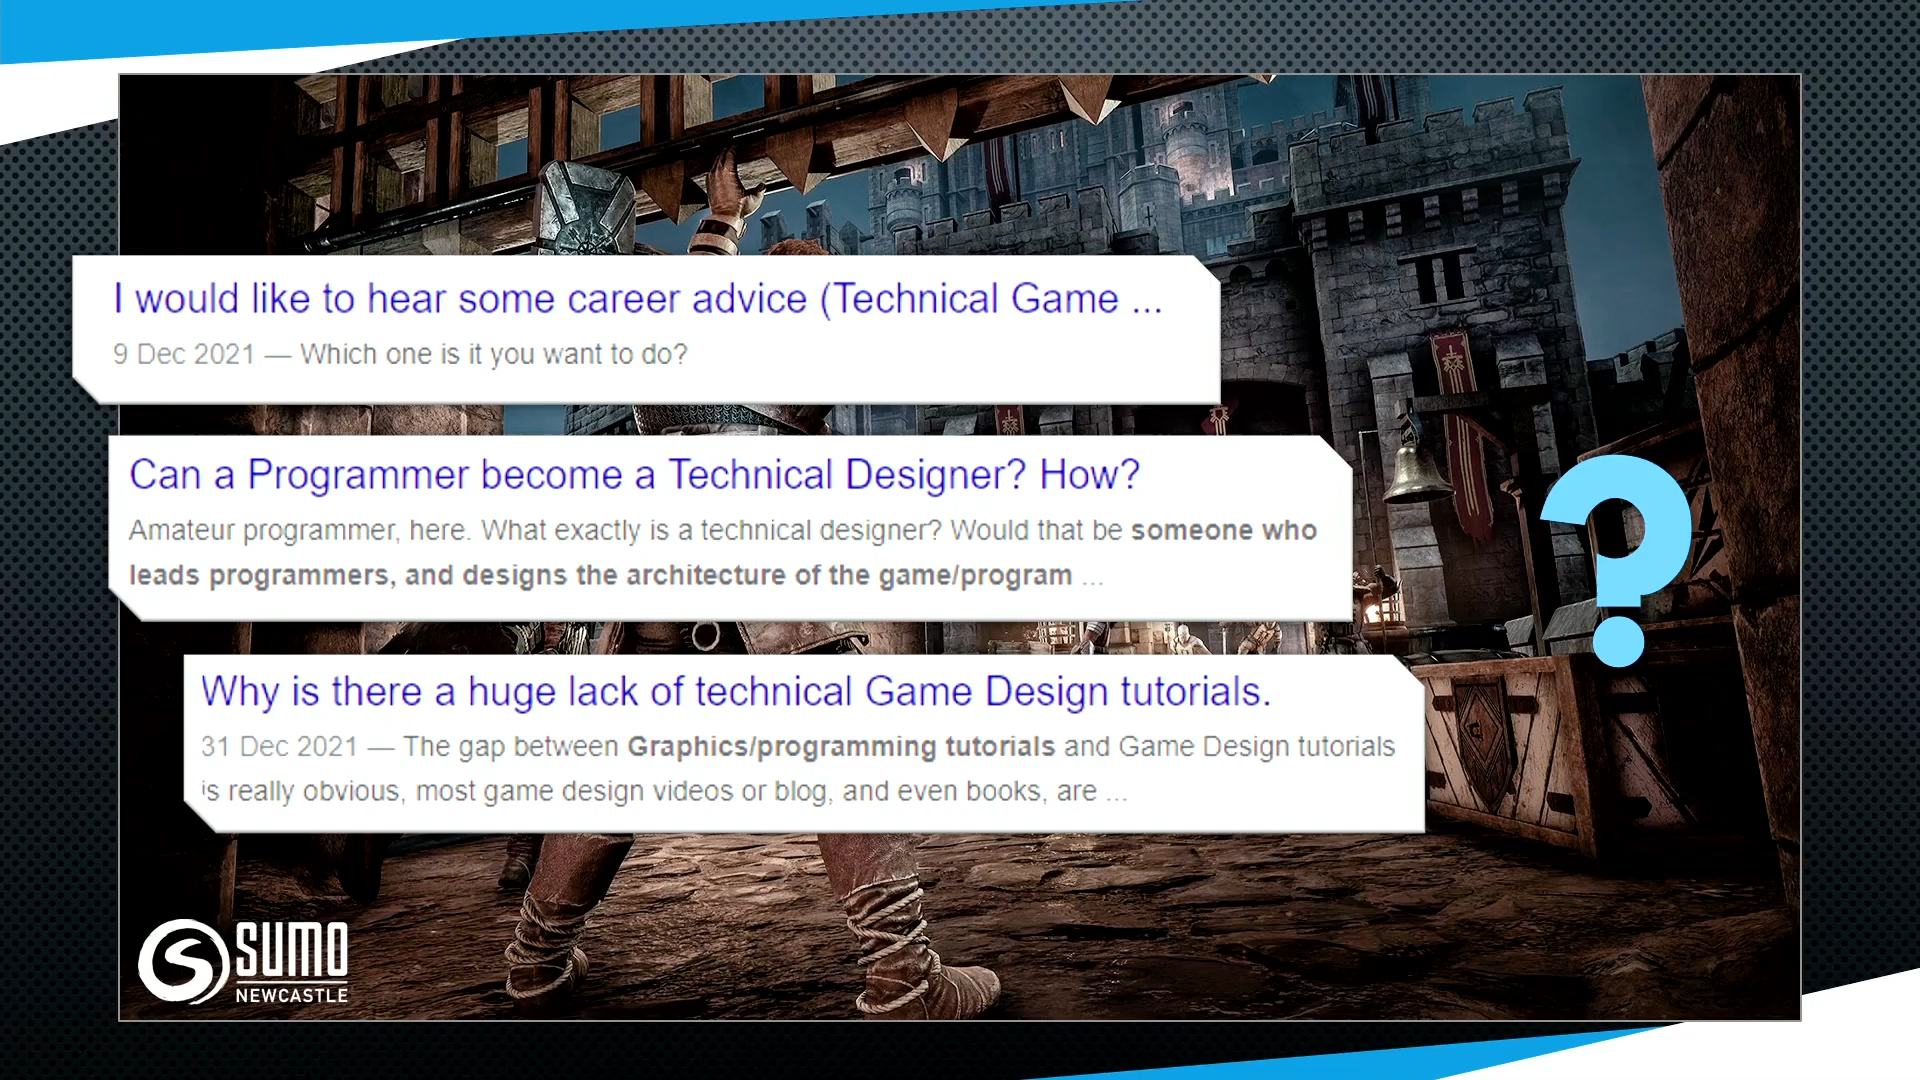 I would like to hear some career advice (Technical Game ...
9 Dec 2021 — Which one is it you want to do?
Can a Programmer become a Technical Designer? How?
Amateur programmer, here. What exactly is a technical designer? Would that be someone who
leads programmers, and designs the architecture of the game/program ...
?
Why is there a huge lack of technical Game Design tutorials.
31 Dec 2021 — The gap between Graphics/programming tutorials and Game Design tutorials
is really obvious, most game design videos or blog, and even books, are ...
SUMO
NEWCASTLE